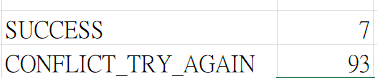 SUCCESS 7
CONFLICT_TRY_AGAIN 93